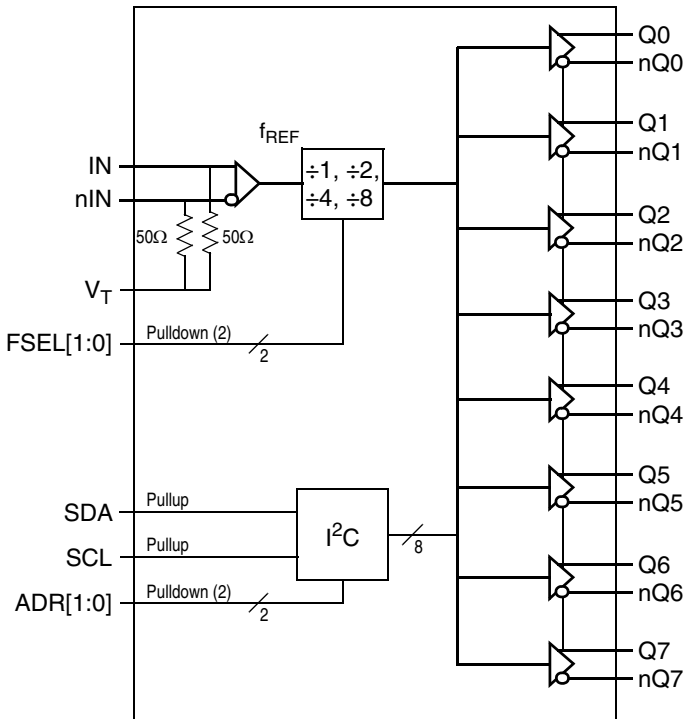 Q0
nQ0
Q1
nQ1
fREF
IN
nIN
÷1, ÷2,
÷4, ÷8
50Ω
50Ω
VT
Q2
nQ2
Q3
nQ3
FSEL[1:0]
Pulldown (2)
2
Q4
nQ4
Q5
nQ5
SDA
Pullup
I²C
8
SCL
Pullup
Q6
nQ6
ADR[1:0]
Pulldown (2)
2
Q7
nQ7